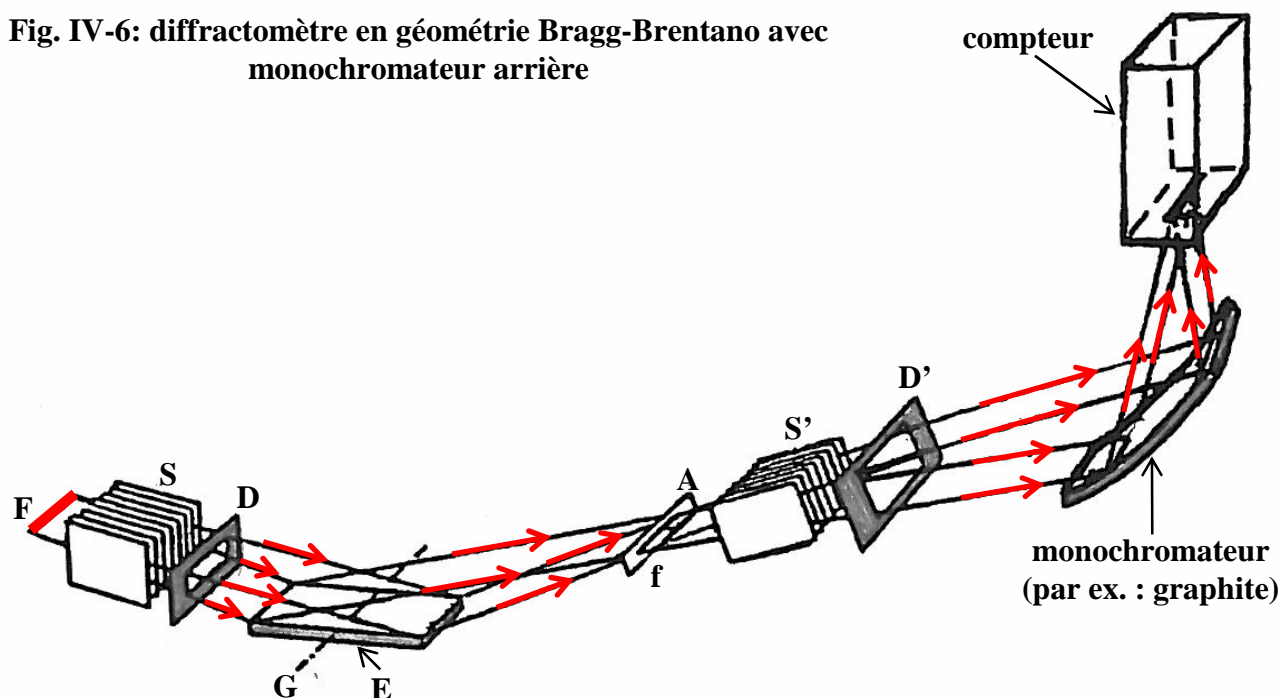 Fig. IV-6: diffractomètre en géométrie Bragg-Brentano avec
monochromateur arrière
compteur
D'
S'
S
D
A
F
f
monochromateur
(par ex. : graphite)
G
E